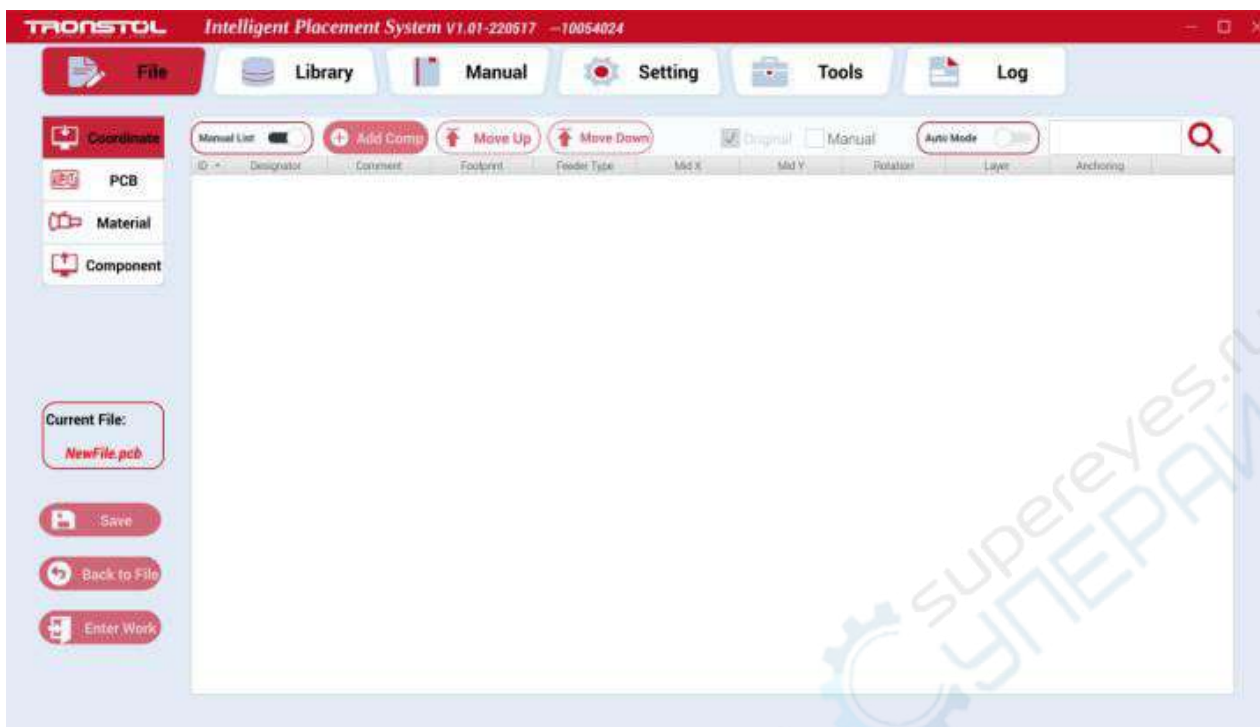 TRONSTOL Intelligent Placement System V1.01-220517 --10054024
File Library Manual Setting Tools Log
Coordinate
PCB
Material
Component
Manual List Add Comp Move Up Move Down Original Manual Auto Mode
ID Designator Comment Footprint Feeder Type Mid X Mid Y Rotation Layer Anchoring
Current File:
NewFile.pcb
Save
Back to File
Enter Work
supereyes.ru
СУПЕРАЙ